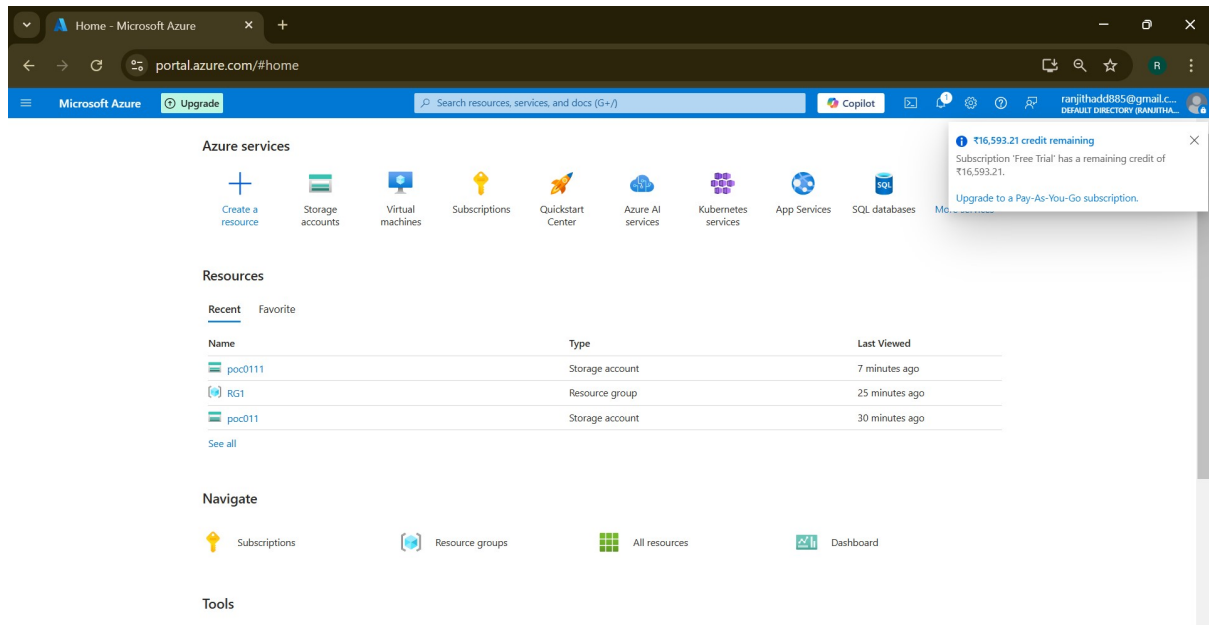 Home - Microsoft Azure
portal.azure.com/#home
R
Microsoft Azure
Upgrade
Search resources, services, and docs (G+/)
Copilot
1
ranjithadd885@gmail.c...
DEFAULT DIRECTORY (RANJITHA...
₹16,593.21 credit remaining
Subscription 'Free Trial' has a remaining credit of
₹16,593.21.
Upgrade to a Pay-As-You-Go subscription.
Azure services
Create a
resource
Storage
accounts
Virtual
machines
Subscriptions
Quickstart
Center
Azure AI
services
Kubernetes
services
App Services
SQL
SQL databases
Resources
Recent Favorite
Name Type Last Viewed
poc0111 Storage account 7 minutes ago
RG1 Resource group 25 minutes ago
poc011 Storage account 30 minutes ago
See all
Navigate
Subscriptions Resource groups All resources Dashboard
Tools